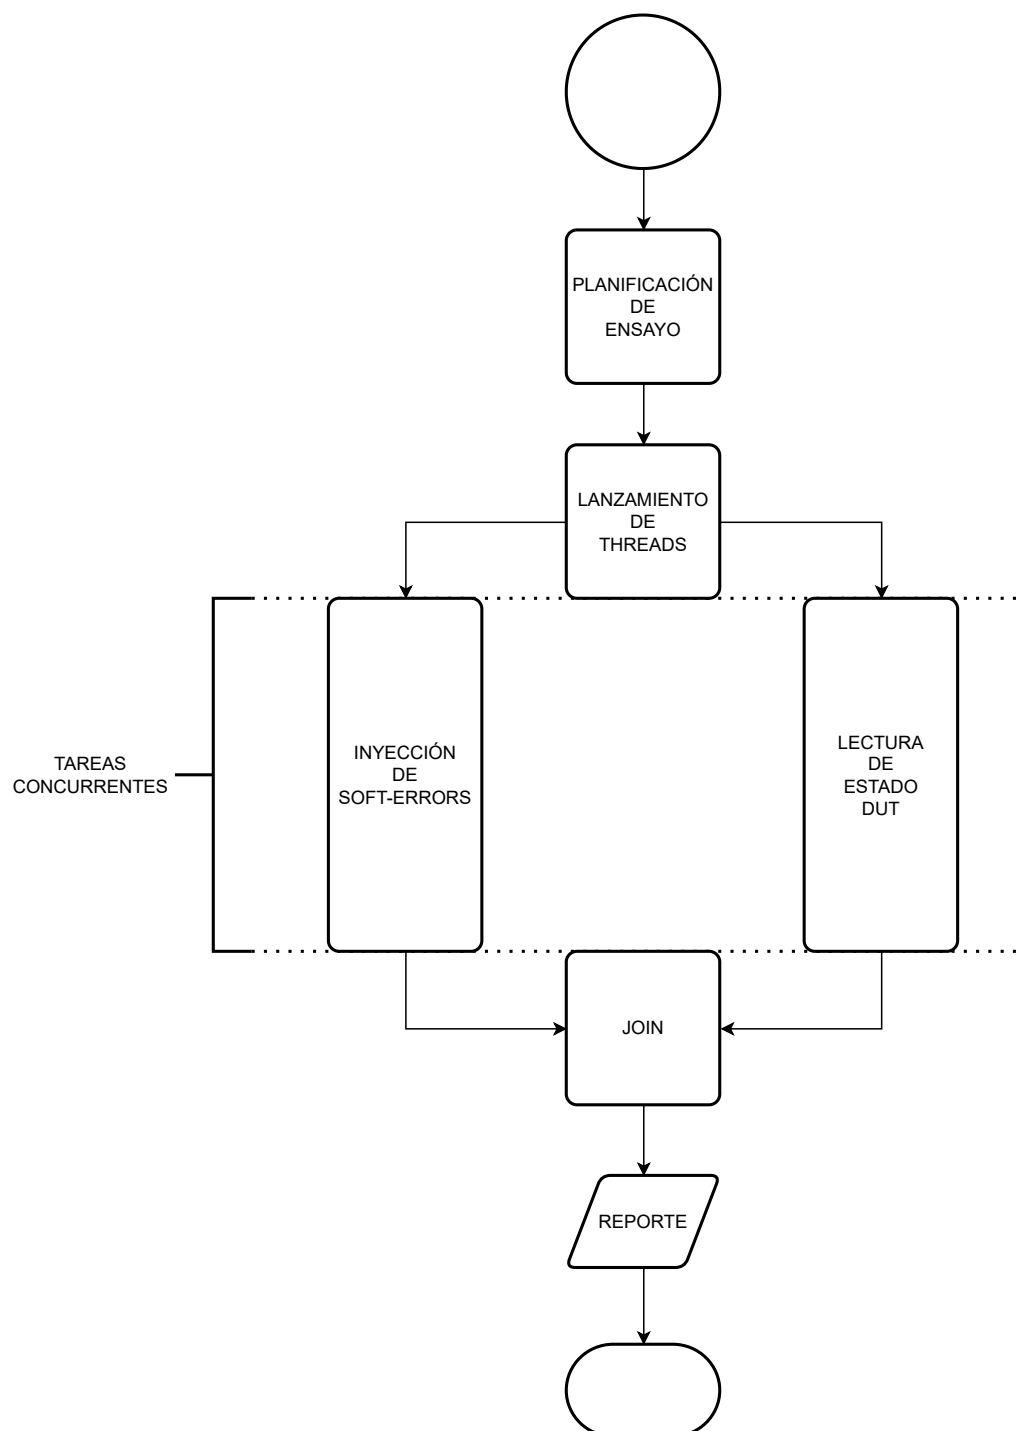 PLANIFICACIÓN
DE
ENSAYO
LANZAMIENTO
DE
THREADS
TAREAS
CONCURRENTES
INYECCIÓN
DE
SOFT-ERRORS
LECTURA
DE
ESTADO
DUT
JOIN
REPORTE